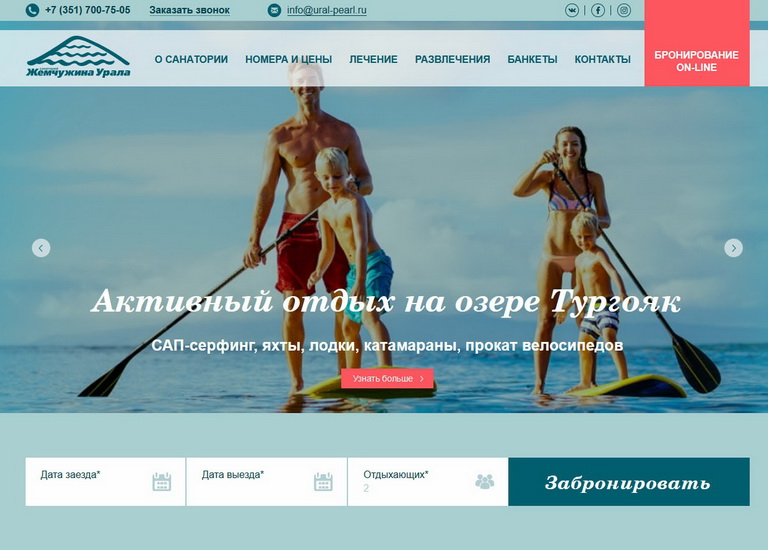 +7 (351) 700-75-05 Заказать звонок info@ural-pearl.ru
Жемчужина Урала
О САНАТОРИИ НОМЕРА И ЦЕНЫ ЛЕЧЕНИЕ РАЗВЛЕЧЕНИЯ БАНКЕТЫ КОНТАКТЫ
БРОНИРОВАНИЕ
ON-LINE
Активный отдых на озере Тургояк
САП-серфинг, яхты, лодки, катамараны, прокат велосипедов
Узнать больше
Дата заезда* Дата выезда* Отдыхающих*
2
Забронировать